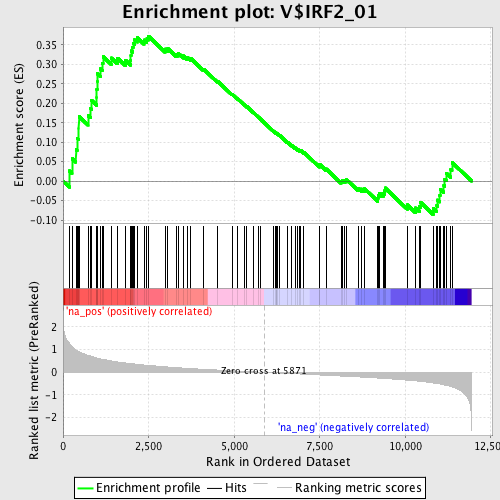 Enrichment plot: V$IRF2_01
Enrichment score (ES)
0.35
0.30
0.25
0.20
0.15
0.10
0.05
0.00
-0.05
-0.10
'na_pos' (positively correlated)
Ranked list metric (PreRanked)
2
1
0
-1
-2
Zero cross at 5871
'na_neg' (negatively correlated)
0 2,500 5,000 7,500 10,000 12,500
Rank in Ordered Dataset
Enrichment profile Hits Ranking metric scores